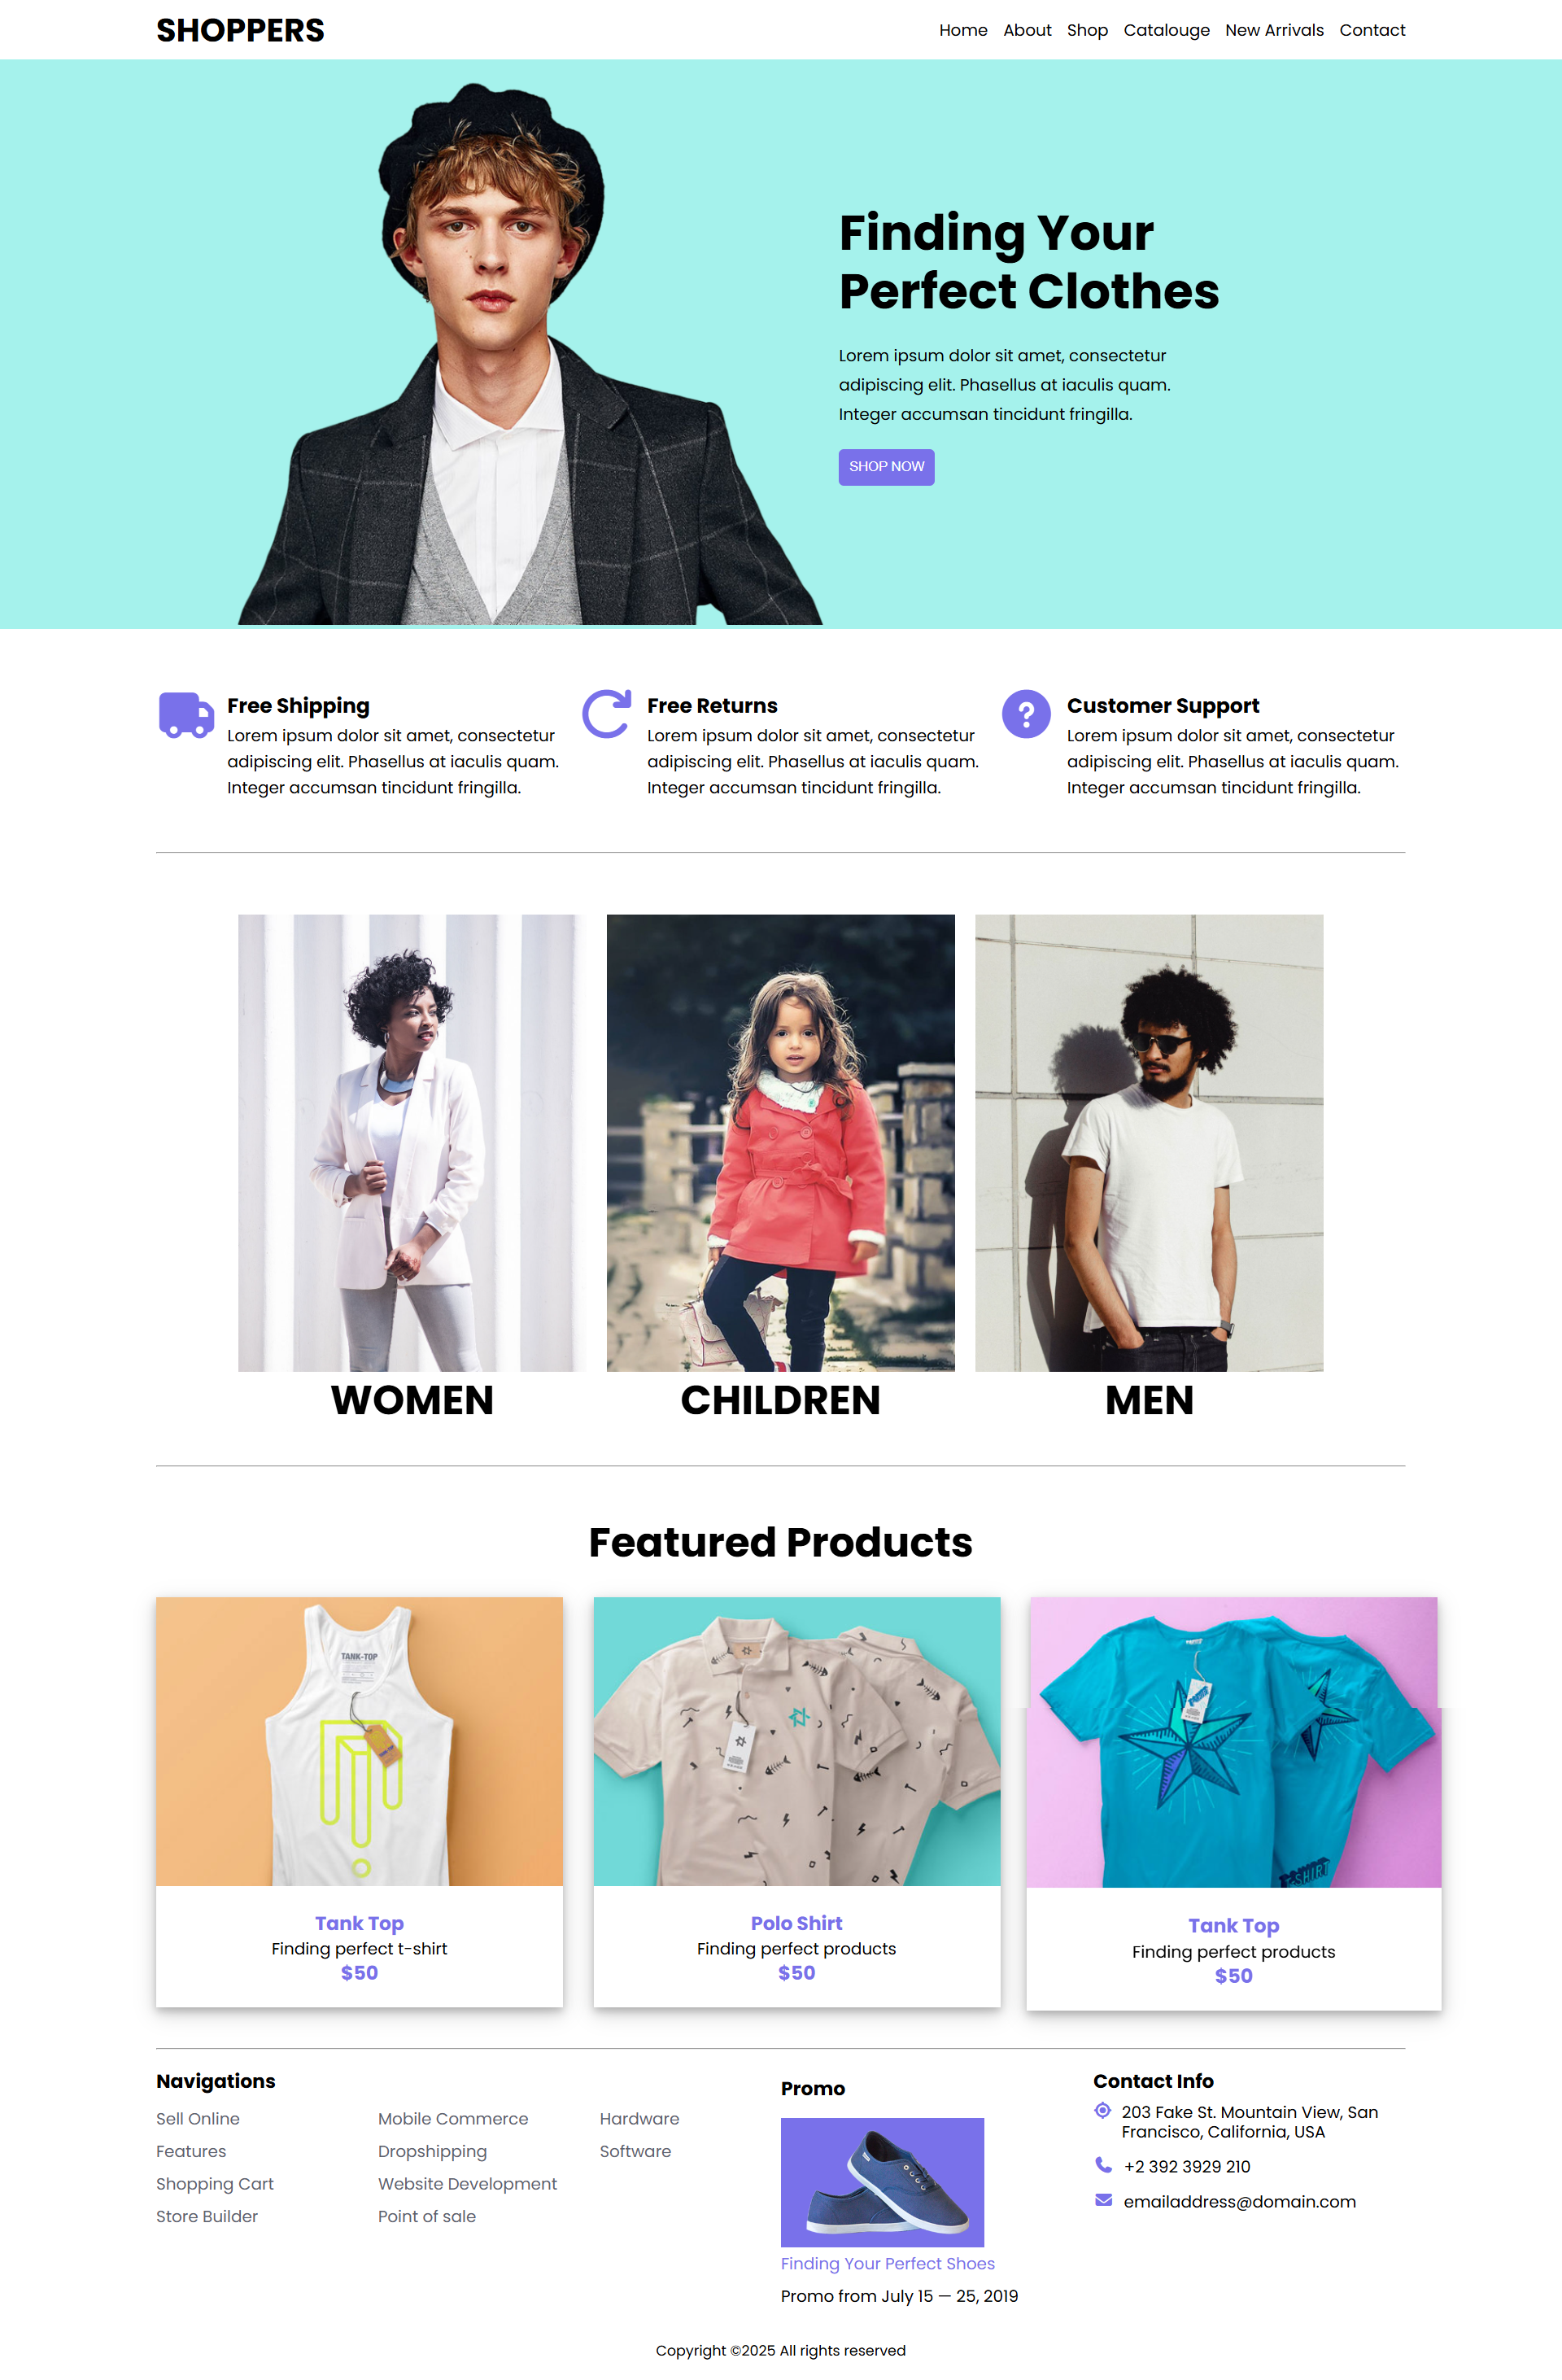 SHOPPERS
Home About Shop Catalouge New Arrivals Contact
Finding Your
Perfect Clothes
Lorem ipsum dolor sit amet, consectetur
adipiscing elit. Phasellus at iaculis quam.
Integer accumsan tincidunt fringilla.
SHOP NOW
Free Shipping
Lorem ipsum dolor sit amet, consectetur
adipiscing elit. Phasellus at iaculis quam.
Integer accumsan tincidunt fringilla.
Free Returns
Lorem ipsum dolor sit amet, consectetur
adipiscing elit. Phasellus at iaculis quam.
Integer accumsan tincidunt fringilla.
Customer Support
Lorem ipsum dolor sit amet, consectetur
adipiscing elit. Phasellus at iaculis quam.
Integer accumsan tincidunt fringilla.
WOMEN
CHILDREN
MEN
Featured Products
TANK-TOP
Tank Top
Finding perfect t-shirt
$50
Polo Shirt
Finding perfect products
$50
T-SHIRT
Tank Top
Finding perfect products
$50
Navigations
Sell Online
Features
Shopping Cart
Store Builder
Mobile Commerce
Dropshipping
Website Development
Point of sale
Hardware
Software
Promo
Finding Your Perfect Shoes
Promo from July 15 — 25, 2019
Contact Info
203 Fake St. Mountain View, San
Francisco, California, USA
+2 392 3929 210
emailaddress@domain.com
Copyright ©2025 All rights reserved